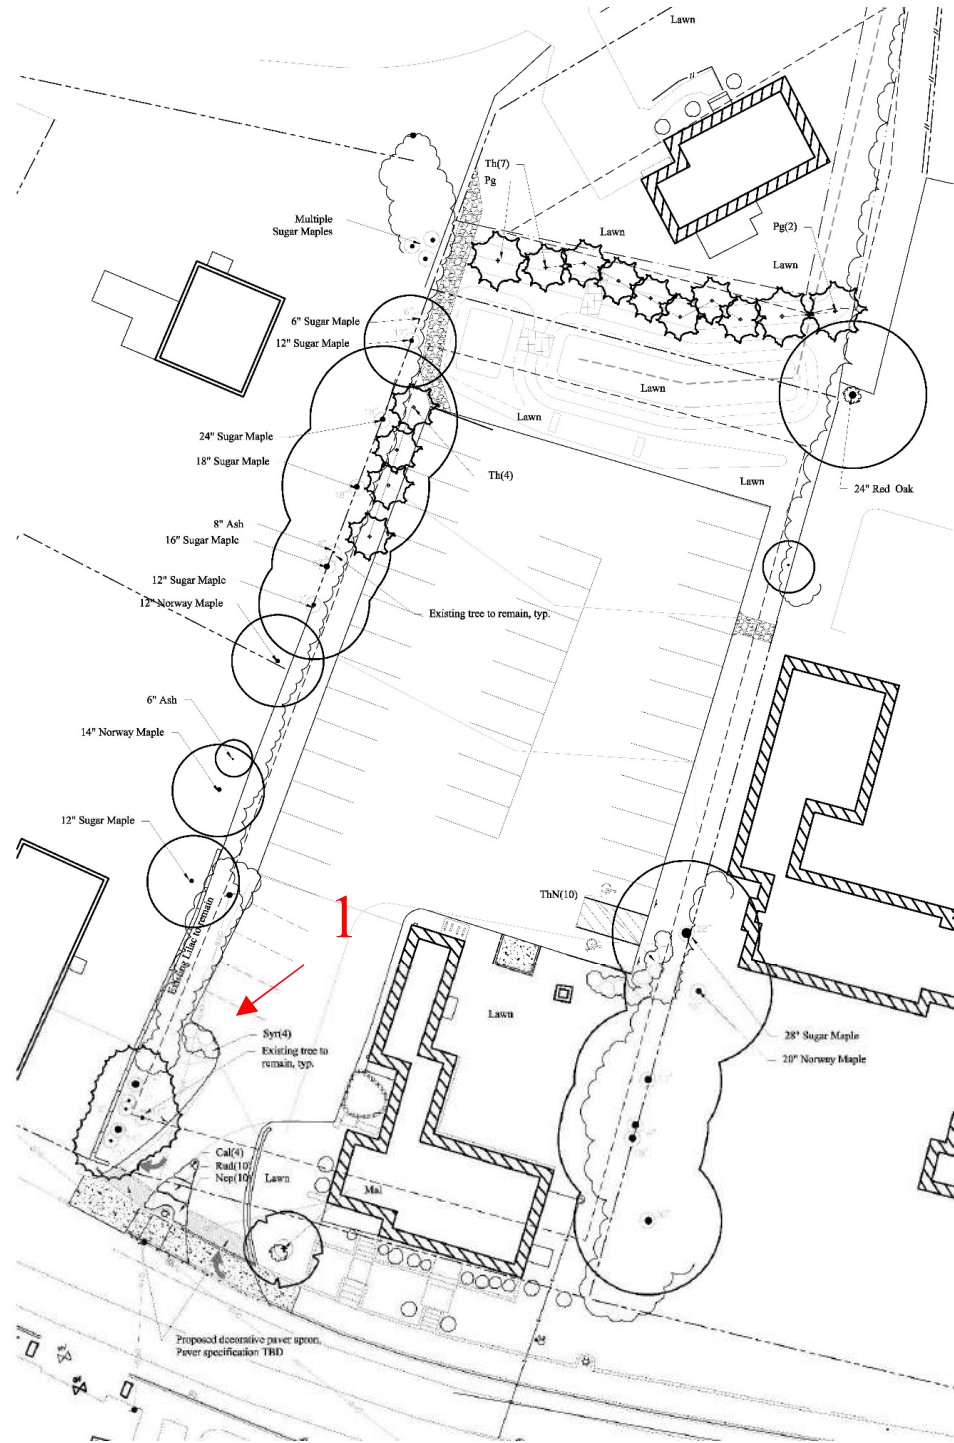 Lawn
Th(7)
Pg
Multiple
Sugar Maples
Lawn
Pg(2)
Lawn
6" Sugar Maple
12" Sugar Maple
Lawn
Lawn
24" Sugar Maple
18" Sugar Maple
Th(4)
Lawn
24" Red Oak
8" Ash
16" Sugar Maple
12" Sugar Maple
12" Norway Maple
Existing tree to remain, typ.
6" Ash
14" Norway Maple
12" Sugar Maple
ThN(10)
1
Existing Lilac to remain
Lawn
Syr(4)
Existing tree to
remain, typ.
28" Sugar Maple
20" Norway Maple
Cal(4)
Rud(10)
Nep(10)
Lawn
Mal
Proposed decorative paver apron,
Paver specification TBD